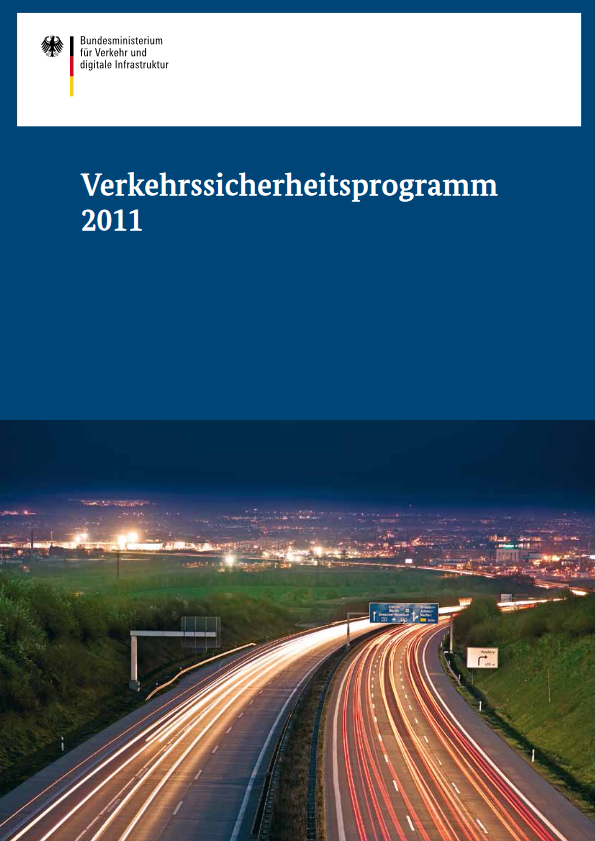 Bundesministerium
für Verkehr und
digitale Infrastruktur
Verkehrssicherheitsprogramm
2011